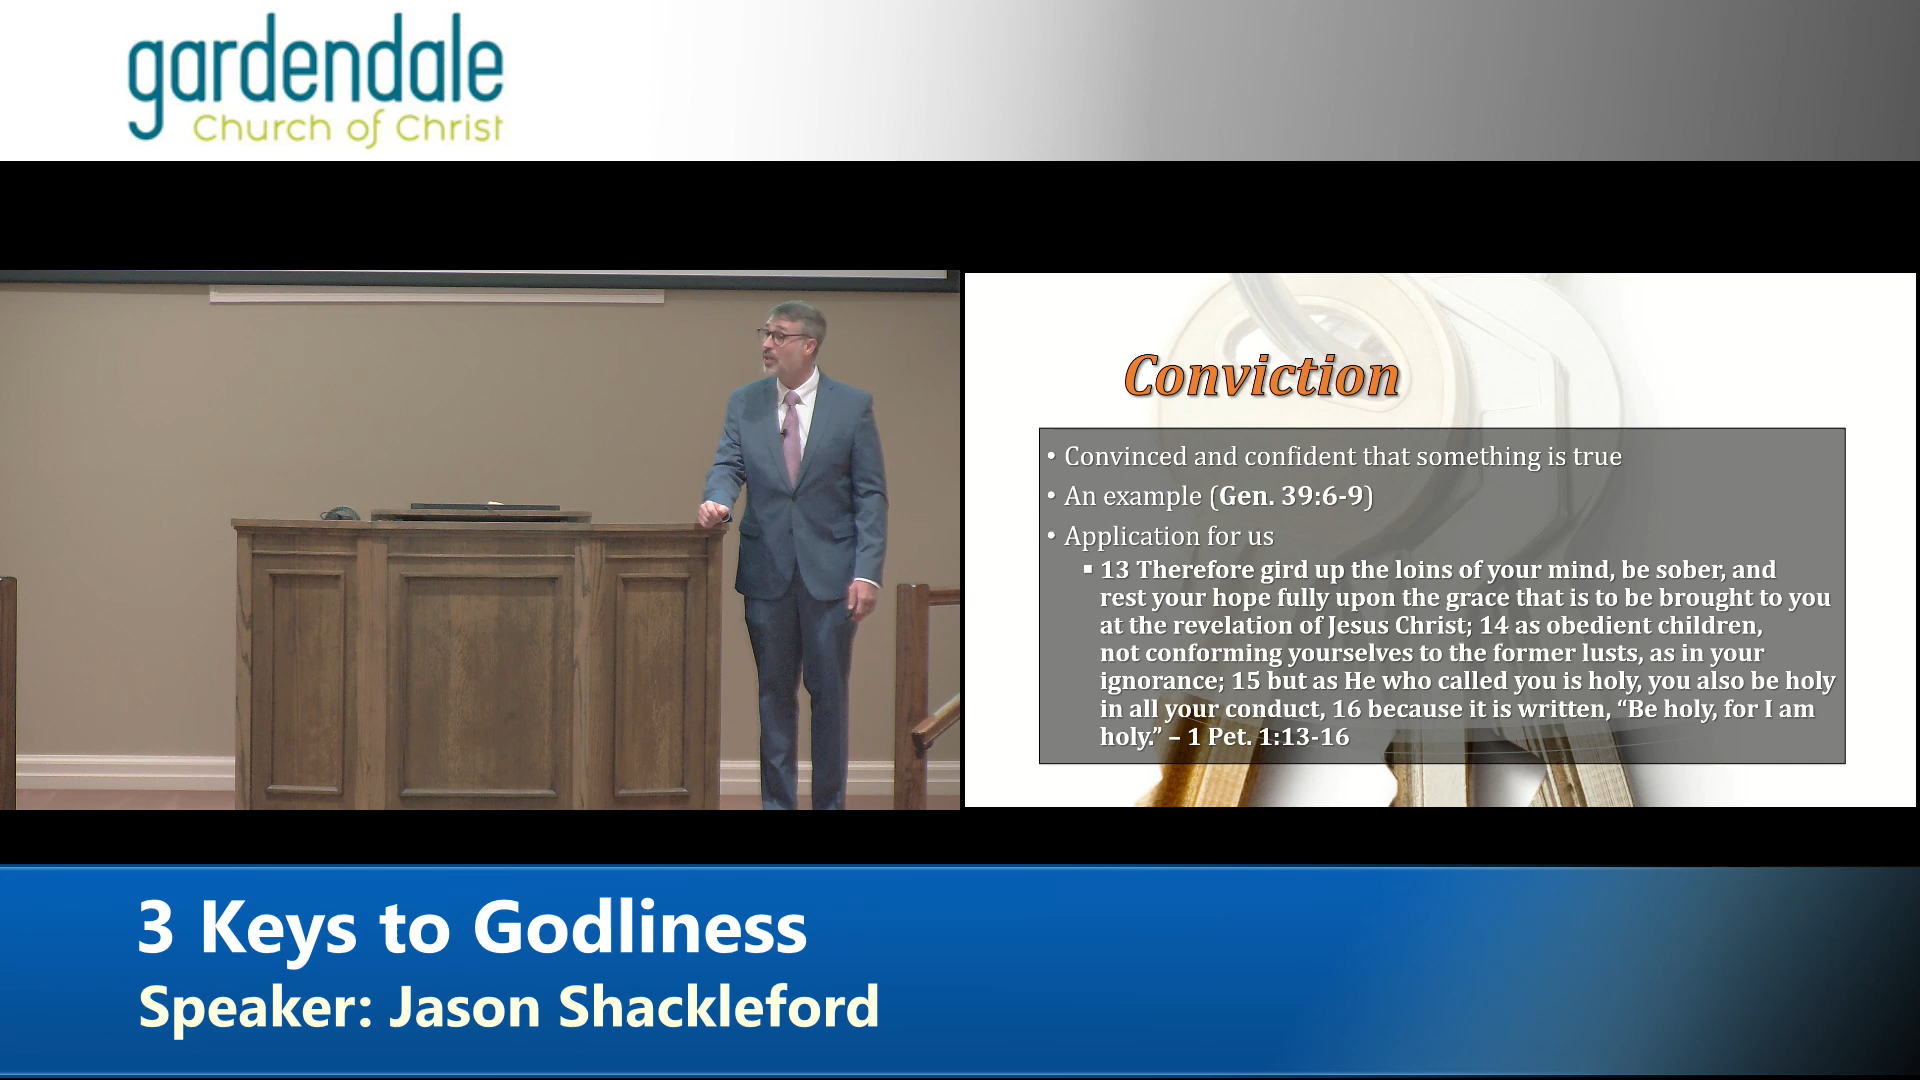 gardendale
Church of Christ
Conviction
• Convinced and confident that something is true
• An example (Gen. 39:6-9)
• Application for us
▪ 13 Therefore gird up the loins of your mind, be sober, and
rest your hope fully upon the grace that is to be brought to you
at the revelation of Jesus Christ; 14 as obedient children,
not conforming yourselves to the former lusts, as in your
ignorance; 15 but as He who called you is holy, you also be holy
in all your conduct, 16 because it is written, “Be holy, for I am
holy.” – 1 Pet. 1:13-16
3 Keys to Godliness
Speaker: Jason Shackleford